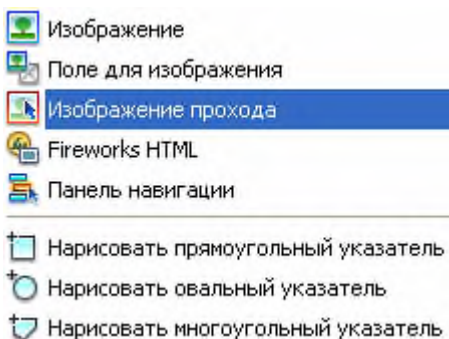 Изображение
Поле для изображения
Изображение прохода
Fireworks HTML
Панель навигации
Нарисовать прямоугольный указатель
Нарисовать овальный указатель
Нарисовать многоугольный указатель